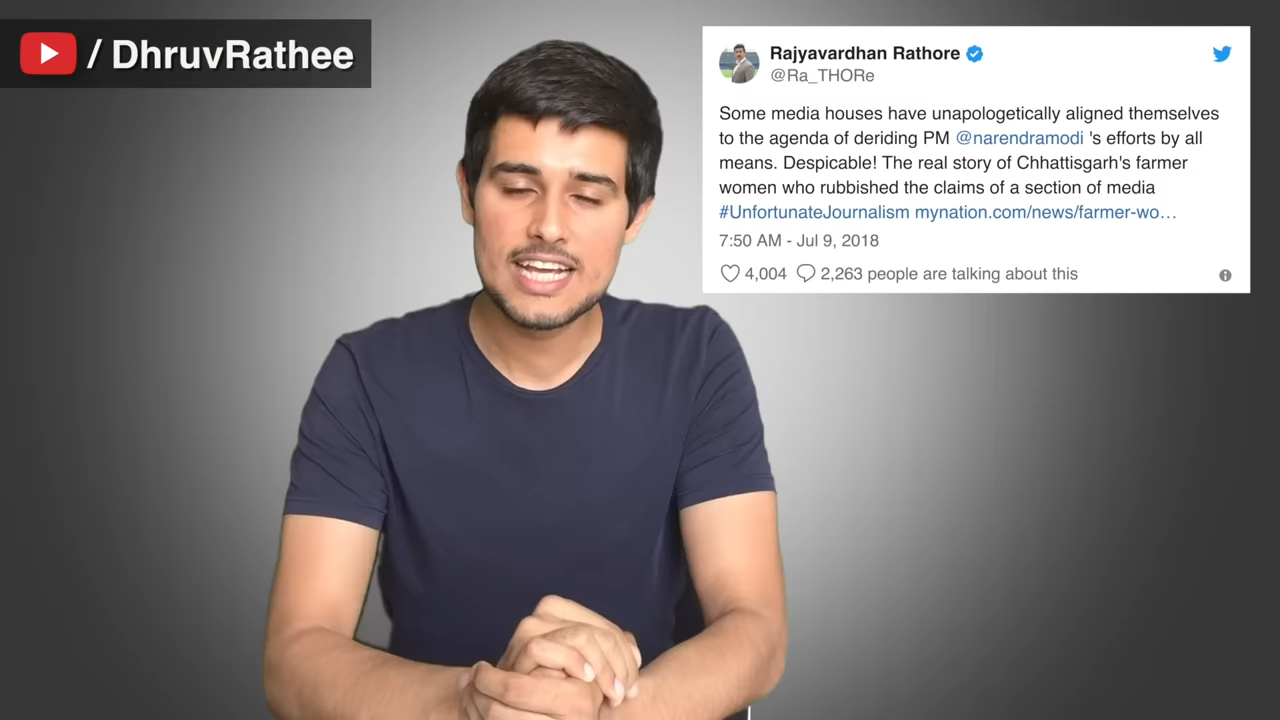 / DhruvRathee
Rajyavardhan Rathore
@Ra_THORe
Some media houses have unapologetically aligned themselves
to the agenda of deriding PM @narendramodi 's efforts by all
means. Despicable! The real story of Chhattisgarh's farmer
women who rubbished the claims of a section of media
#UnfortunateJournalism mynation.com/news/farmer-wo…
7:50 AM - Jul 9, 2018
4,004 2,263 people are talking about this